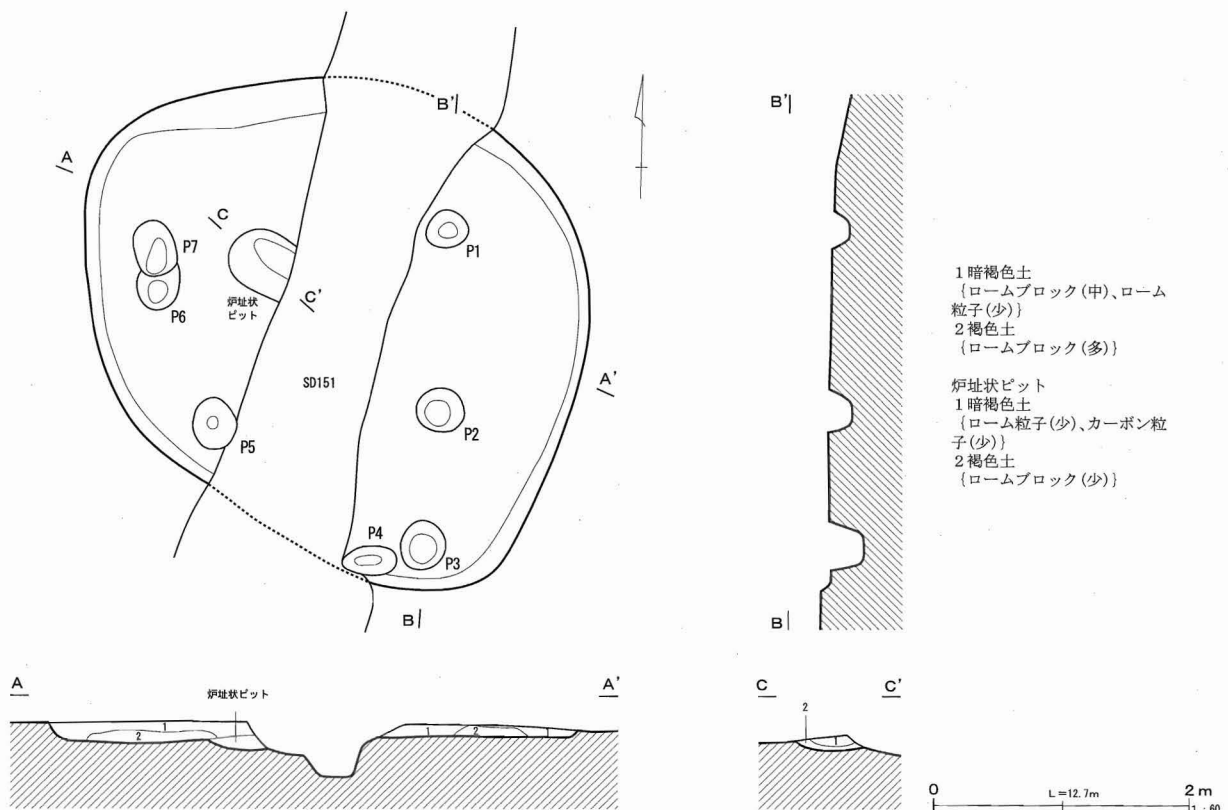 B'
A
C
P7
P1
C'
炉址状
ピット
P6
SD151
A'
P2
P5
P4
P3
B
B'
B
1暗褐色土
{ロームブロック(中)、ローム
粒子(少)}
2褐色土
{ロームブロック(多)}
炉址状ピット
1暗褐色土
{ローム粒子(少)、カーボン粒
子(少)}
2褐色土
{ロームブロック(少)}
A
炉址状ピット
A'
1
2
1
2
1
C
C'
2
1
0
L=12.7m
2m
1:60